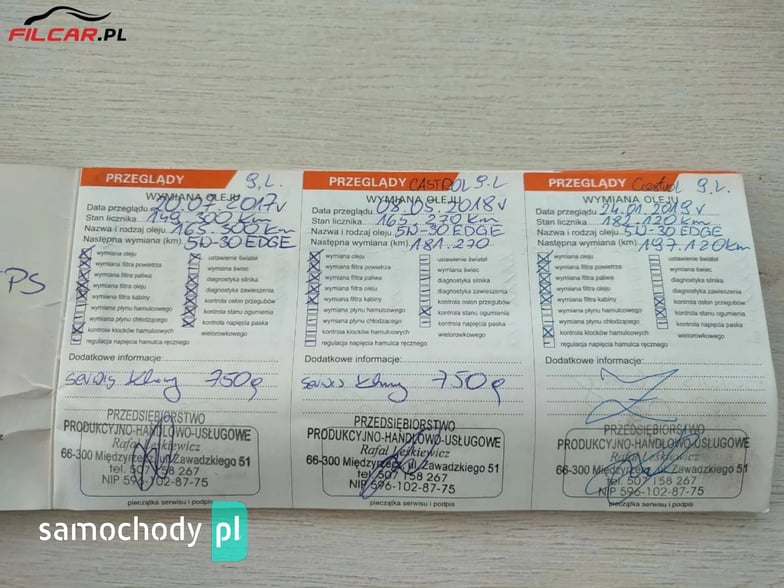 FILCAR.PL
PS
PRZEGLĄDY 9,L.
WYMIANA OLEJU
Data przeglądu 20.07.2017r
Stan licznika 149.300 km
Nazwa i rodzaj oleju 165.300 km
Następna wymiana (km) 5W-30 EDGE
wymiana oleju ustawienie świateł
wymiana filtra powietrza wymiana świec
wymiana filtra paliwa diagnostyka silnika
wymiana filtra oleju diagnostyka zawieszenia
wymiana filtra kabiny kontrola osłon przegubów
wymiana płynu hamulcowego kontrola stanu ogumienia
wymiana płynu chłodzącego kontrola napięcia paska
kontrola klocków hamulcowych wielorowkowego
regulacja napięcia hamulca ręcznego
Dodatkowe informacje:
serwis klimy 750g
PRZEDSIĘBIORSTWO
PRODUKCYJNO-HANDLOWO-USŁUGOWE
Rafał Leśkiewicz
66-300 Międzyrzecz, ul. Zawadzkiego 51
tel. 507 158 267
NIP 596-102-87-75
pieczątka serwisu i podpis
PRZEGLĄDY CASTROL 9.L
WYMIANA OLEJU
Data przeglądu 08.05.2018r
Stan licznika 165.270 km
Nazwa i rodzaj oleju 5W-30 EDGE
Następna wymiana (km) 181.270
wymiana oleju ustawienie świateł
wymiana filtra powietrza wymiana świec
wymiana filtra paliwa diagnostyka silnika
wymiana filtra oleju diagnostyka zawieszenia
wymiana filtra kabiny kontrola osłon przegubów
wymiana płynu hamulcowego kontrola stanu ogumienia
wymiana płynu chłodzącego kontrola napięcia paska
kontrola klocków hamulcowych wielorowkowego
regulacja napięcia hamulca ręcznego
Dodatkowe informacje:
serwis klimy 750g
PRZEDSIĘBIORSTWO
PRODUKCYJNO-HANDLOWO-USŁUGOWE
Rafał Leśkiewicz
66-300 Międzyrzecz, ul. Zawadzkiego 51
tel. 507 158 267
NIP 596-102-87-75
pieczątka serwisu i podpis
PRZEGLĄDY Castrol 9,L.
WYMIANA OLEJU
Data przeglądu 24.01.2019r
Stan licznika 182.120 km
Nazwa i rodzaj oleju 5W-30 EDGE
Następna wymiana (km) 197.120 km
wymiana oleju ustawienie świateł
wymiana filtra powietrza wymiana świec
wymiana filtra paliwa diagnostyka silnika
wymiana filtra oleju diagnostyka zawieszenia
wymiana filtra kabiny kontrola osłon przegubów
wymiana płynu hamulcowego kontrola stanu ogumienia
wymiana płynu chłodzącego kontrola napięcia paska
kontrola klocków hamulcowych wielorowkowego
regulacja napięcia hamulca ręcznego
Dodatkowe informacje:
PRZEDSIĘBIORSTWO
PRODUKCYJNO-HANDLOWO-USŁUGOWE
Rafał Leśkiewicz
66-300 Międzyrzecz, ul. Zawadzkiego 51
tel. 507 158 267
NIP 596-102-87-75
pieczątka serwisu i podpis
samochody pl